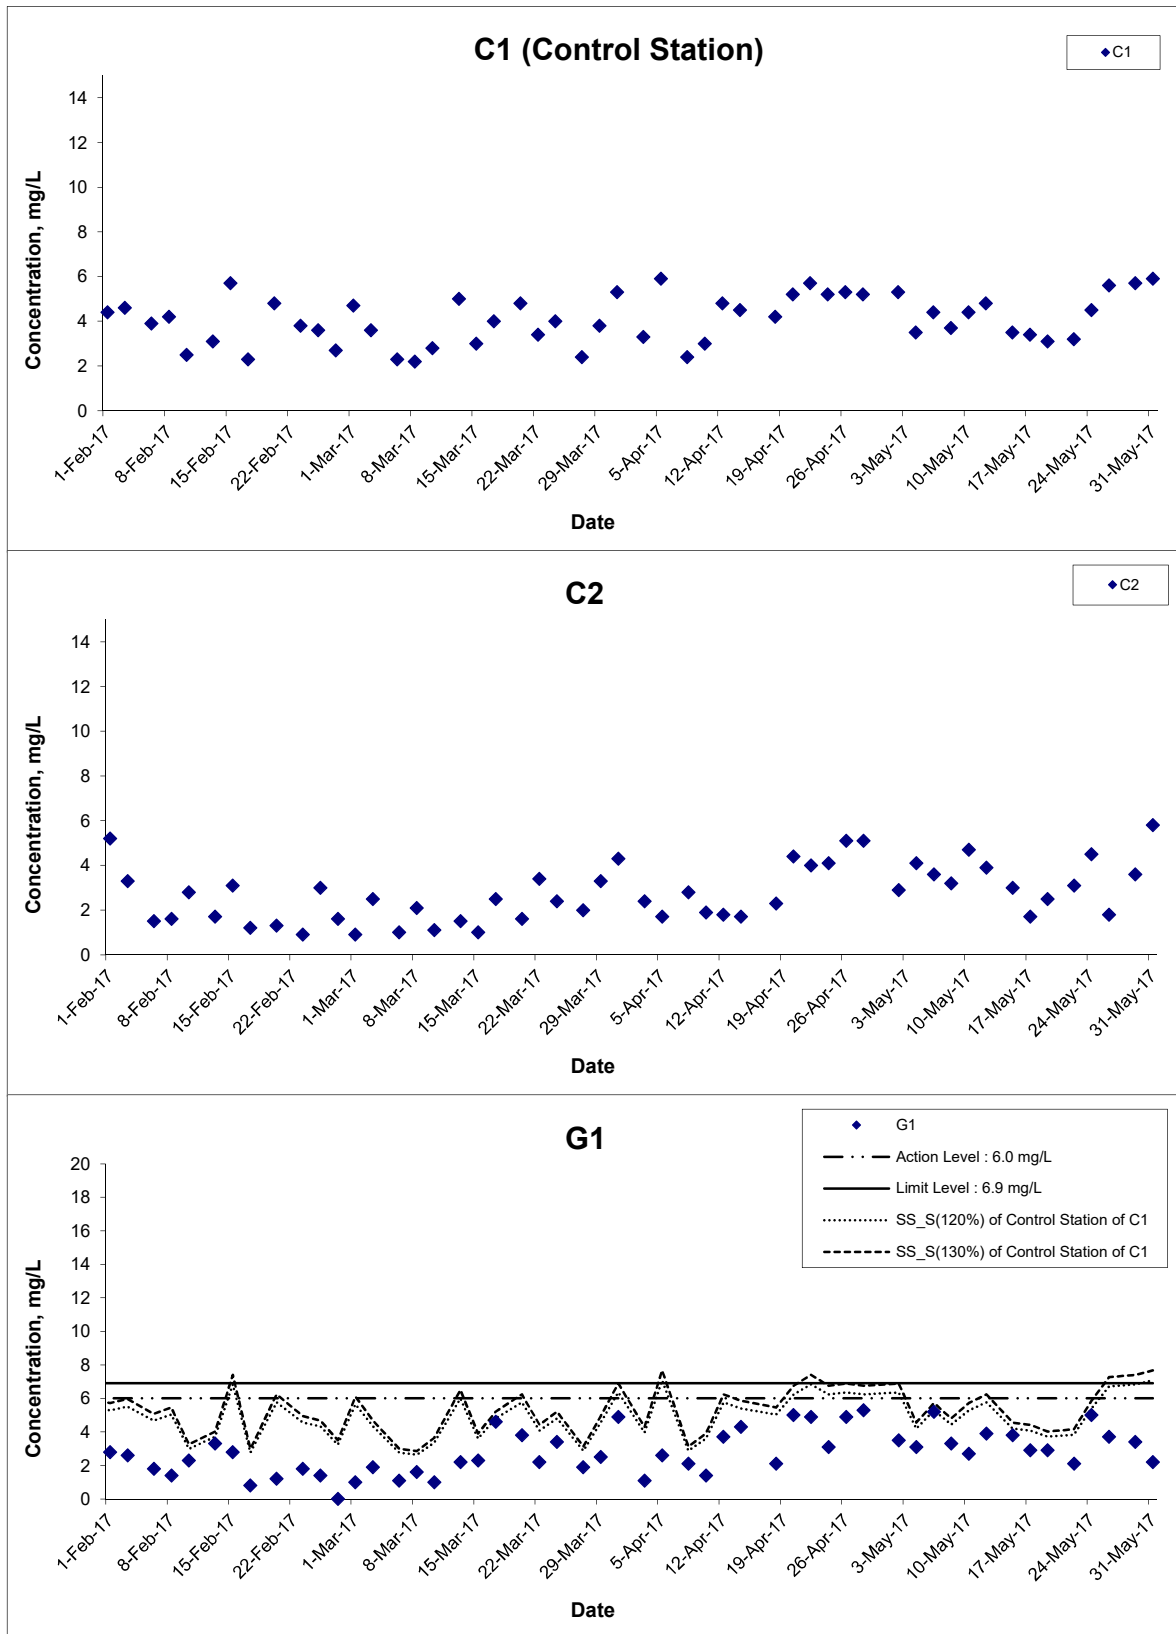 C1 (Control Station)
C1
Concentration, mg/L
14
12
10
8
6
4
2
0
1-Feb-17
8-Feb-17
15-Feb-17
22-Feb-17
1-Mar-17
8-Mar-17
15-Mar-17
22-Mar-17
29-Mar-17
5-Apr-17
12-Apr-17
19-Apr-17
26-Apr-17
3-May-17
10-May-17
17-May-17
24-May-17
31-May-17
Date
C2
C2
Concentration, mg/L
14
12
10
8
6
4
2
0
1-Feb-17
8-Feb-17
15-Feb-17
22-Feb-17
1-Mar-17
8-Mar-17
15-Mar-17
22-Mar-17
29-Mar-17
5-Apr-17
12-Apr-17
19-Apr-17
26-Apr-17
3-May-17
10-May-17
17-May-17
24-May-17
31-May-17
Date
G1
G1
Action Level : 6.0 mg/L
Limit Level : 6.9 mg/L
SS_S(120%) of Control Station of C1
SS_S(130%) of Control Station of C1
Concentration, mg/L
20
18
16
14
12
10
8
6
4
2
0
1-Feb-17
8-Feb-17
15-Feb-17
22-Feb-17
1-Mar-17
8-Mar-17
15-Mar-17
22-Mar-17
29-Mar-17
5-Apr-17
12-Apr-17
19-Apr-17
26-Apr-17
3-May-17
10-May-17
17-May-17
24-May-17
31-May-17
Date